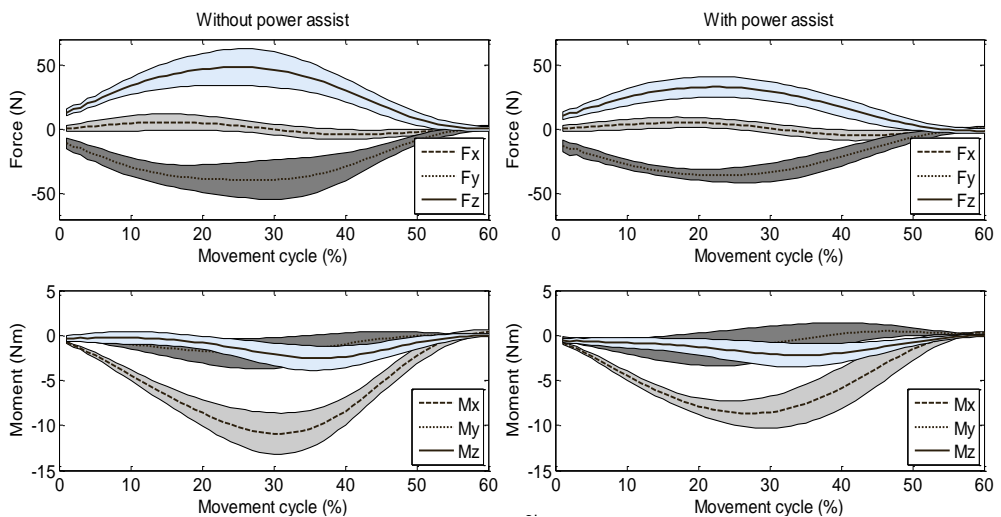 Without power assist
With power assist
50
0
-50
Force (N)
Fx
Fy
Fz
0 10 20 30 40 50 60
Movement cycle (%)
50
0
-50
Force (N)
Fx
Fy
Fz
0 10 20 30 40 50 60
Movement cycle (%)
5
0
-5
-10
-15
Moment (Nm)
Mx
My
Mz
0 10 20 30 40 50 60
Movement cycle (%)
5
0
-5
-10
-15
Moment (Nm)
Mx
My
Mz
0 10 20 30 40 50 60
Movement cycle (%)